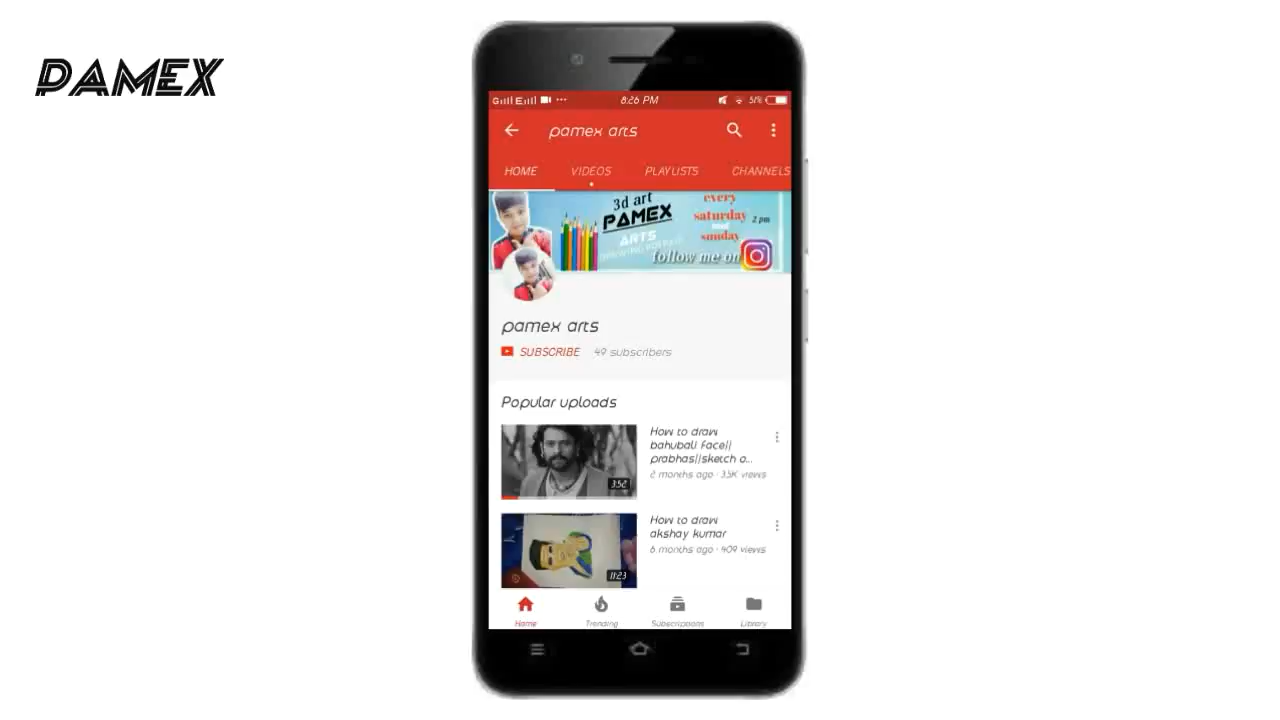 PAMEX
8:26 PM
51%
pamex arts
HOME VIDEOS PLAYLISTS CHANNELS
3d art
PAMEX
ARTS
every
saturday 2 pm
and
sunday
follow me on
pamex arts
SUBSCRIBE 49 subscribers
Popular uploads
How to draw
bahubali face||
prabhas||sketch o...
2 months ago · 3.5K views
3:52
How to draw
akshay kumar
6 months ago · 409 views
11:23
Home Trending Subscriptions Library